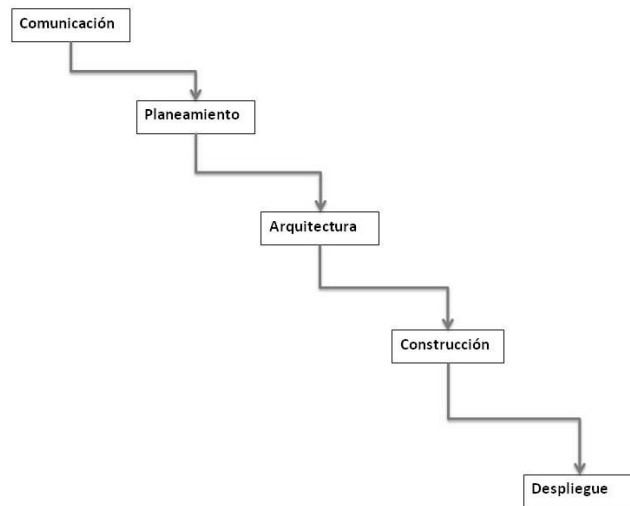 Comunicación
Planeamiento
Arquitectura
Construcción
Despliegue